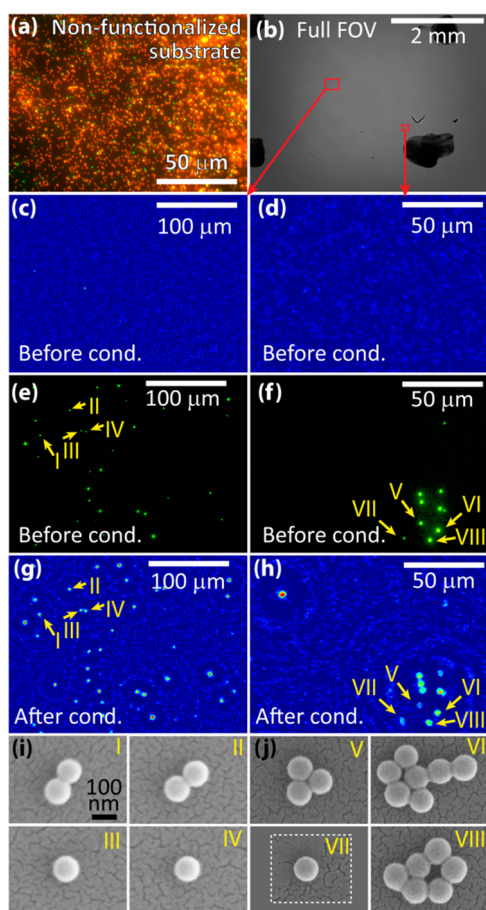 (a) Non-functionalized
substrate
50 μm
(b) Full FOV
2 mm
(c)
100 μm
Before cond.
(d)
50 μm
Before cond.
(e)
100 μm
II
IV
III
I
Before cond.
(f)
50 μm
V
VII
VI
VIII
Before cond.
(g)
100 μm
II
IV
III
I
After cond.
(h)
50 μm
V
VII
VI
VIII
After cond.
(i)
I
100
nm
II
(j)
V
VI
III
IV
VII
VIII